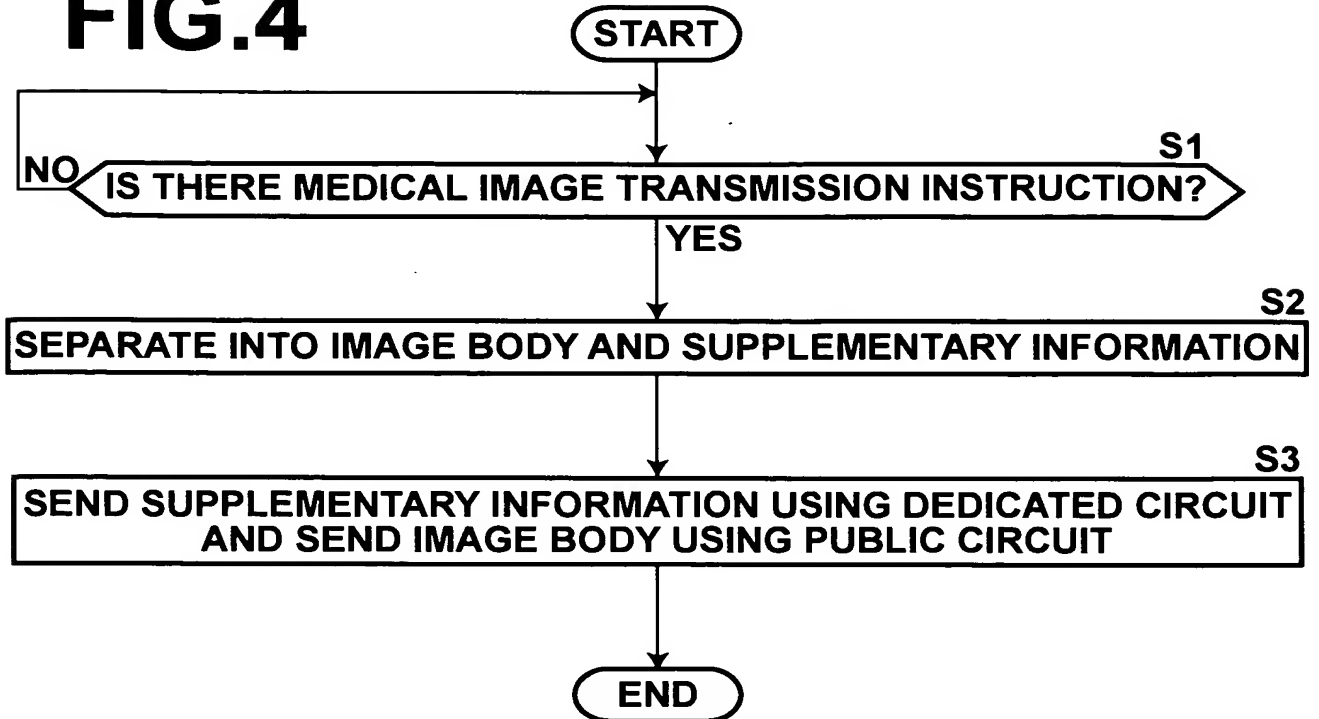 FIG.4
START
S1
NO
IS THERE MEDICAL IMAGE TRANSMISSION INSTRUCTION?
YES
S2
SEPARATE INTO IMAGE BODY AND SUPPLEMENTARY INFORMATION
S3
SEND SUPPLEMENTARY INFORMATION USING DEDICATED CIRCUIT
AND SEND IMAGE BODY USING PUBLIC CIRCUIT
END